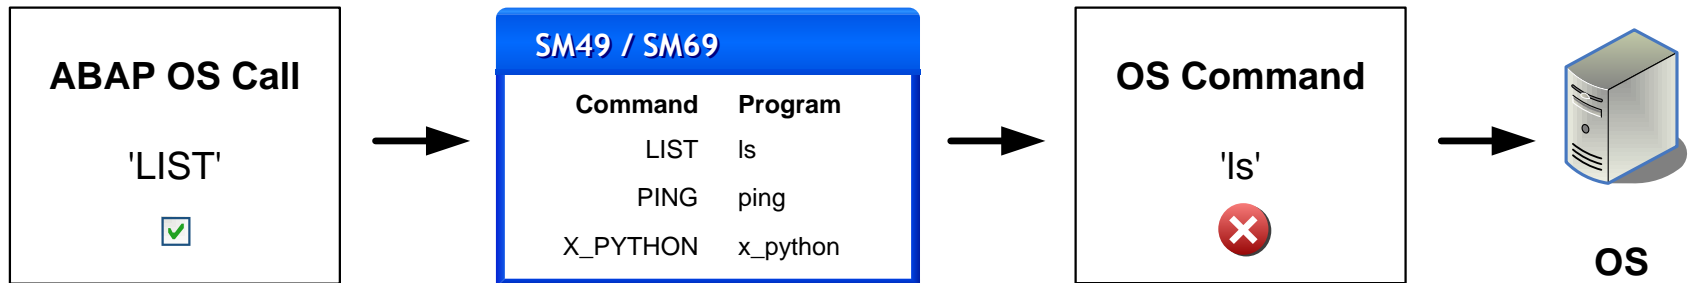 ABAP OS Call
'LIST'
SM49 / SM69
Command Program
LIST ls
PING ping
X_PYTHON x_python
OS Command
'ls'
OS